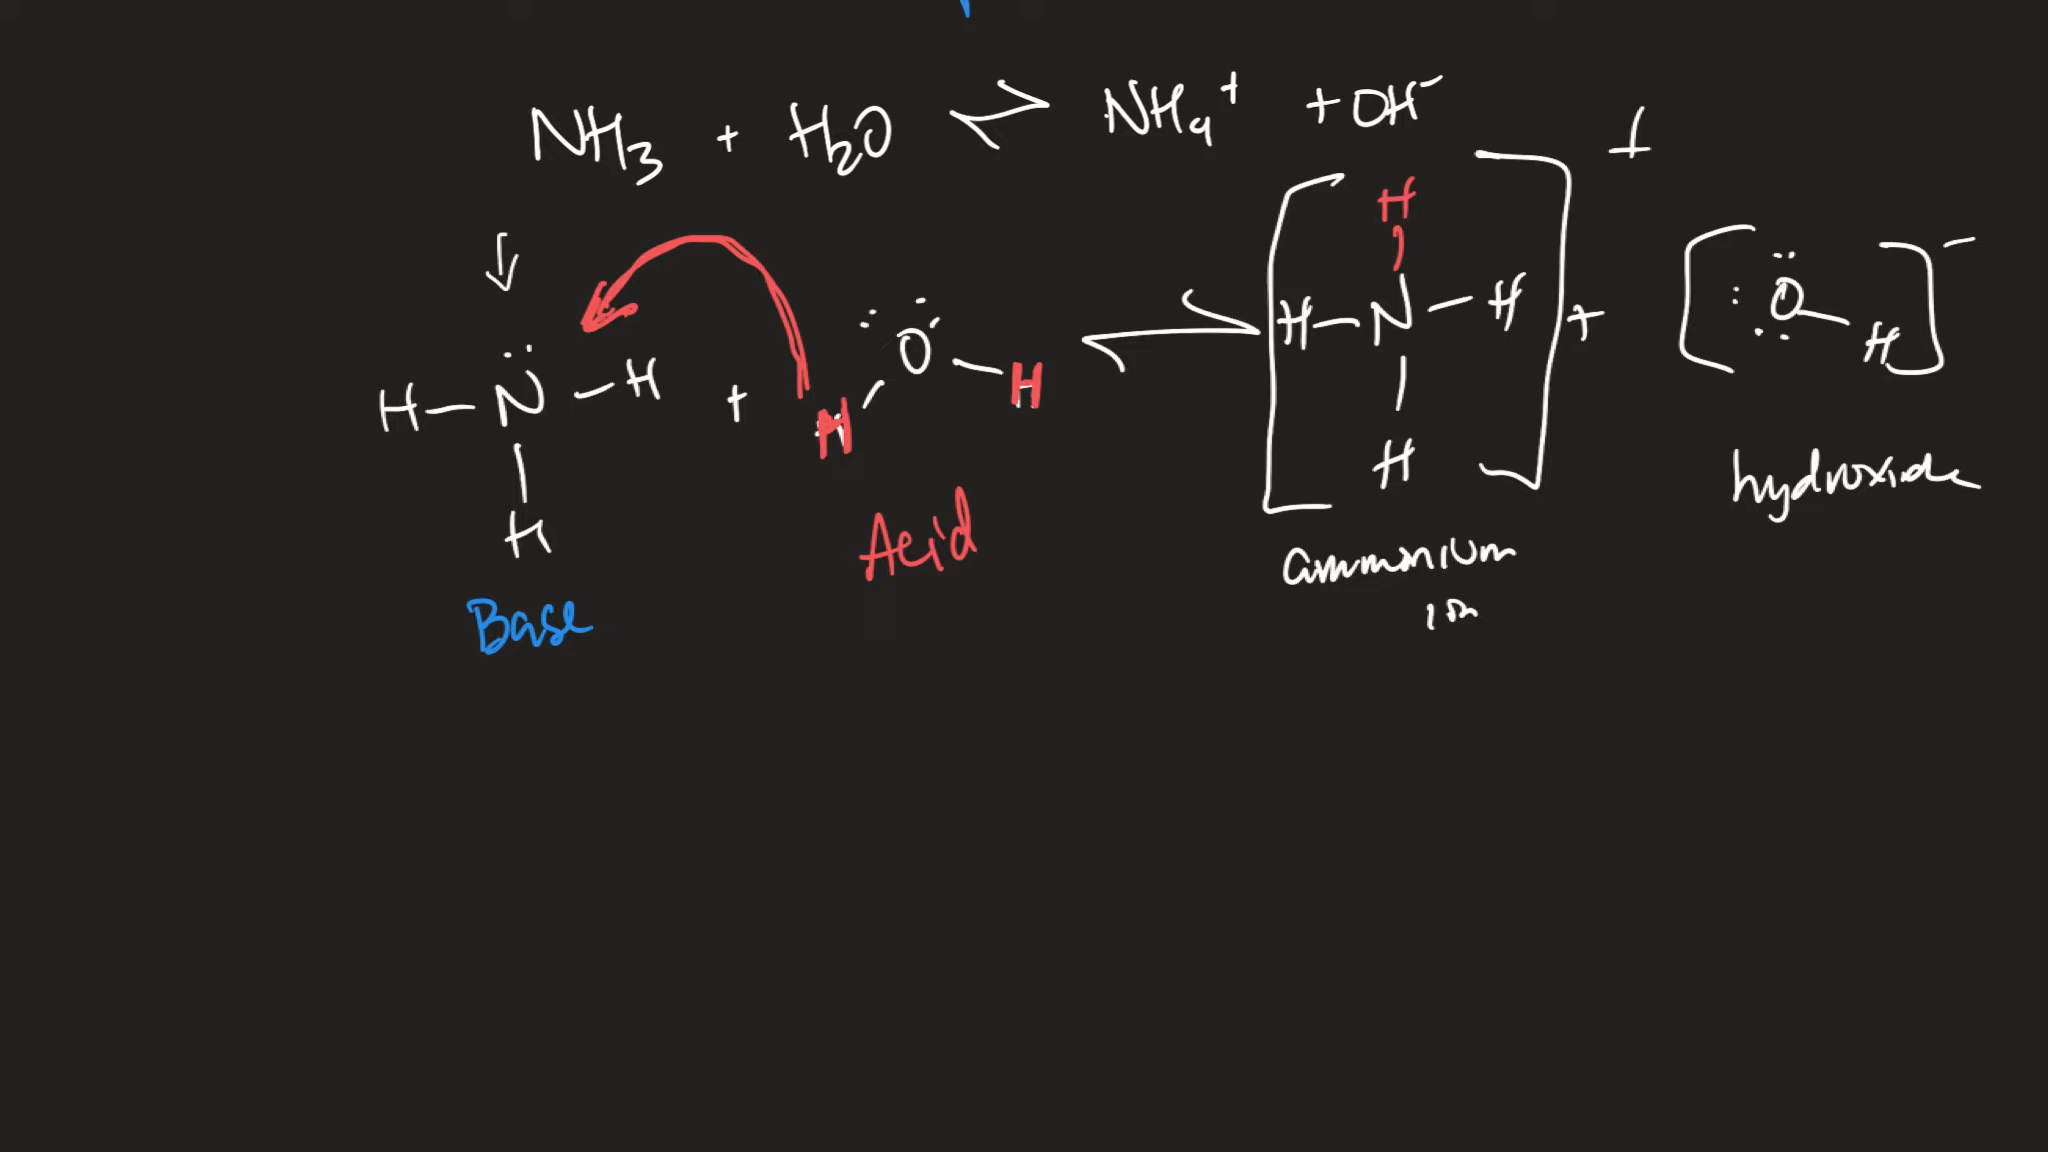 NH₃ + H₂O ⇌ NH₄⁺ + OH⁻
↓
H–N̈–H + H–Ö–H ⇌ [H–N–H]⁺ + [:Ö–H]⁻
H H H
Acid
hydroxide
ammonium
ion
Base